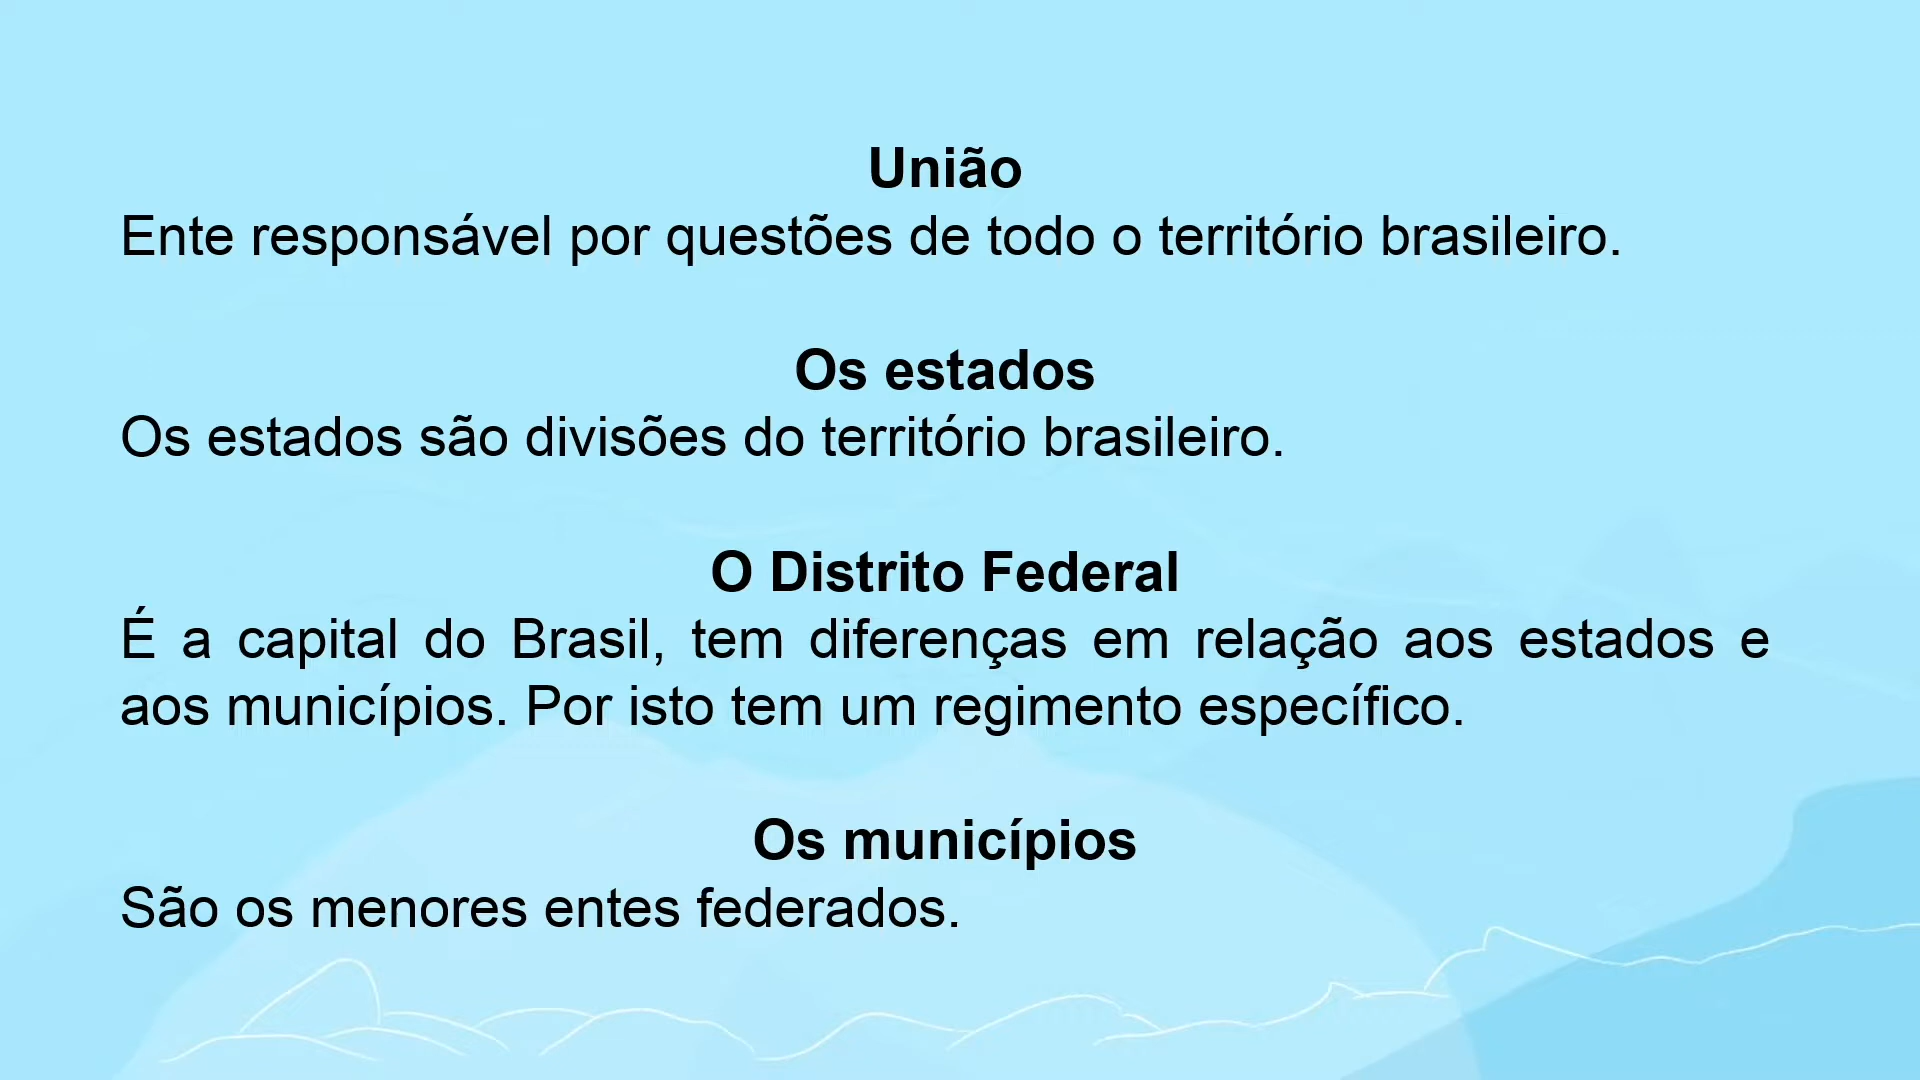 União
Ente responsável por questões de todo o território brasileiro.
Os estados
Os estados são divisões do território brasileiro.
O Distrito Federal
É a capital do Brasil, tem diferenças em relação aos estados e
aos municípios. Por isto tem um regimento específico.
Os municípios
São os menores entes federados.